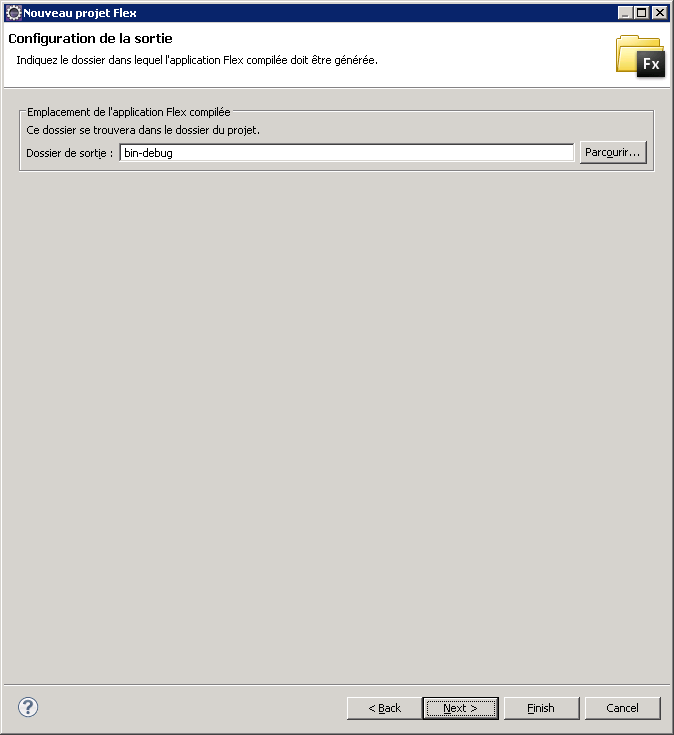 Nouveau projet Flex
Configuration de la sortie
Indiquez le dossier dans lequel l'application Flex compilée doit être générée.
Fx
Emplacement de l'application Flex compilée
Ce dossier se trouvera dans le dossier du projet.
Dossier de sortie : bin-debug Parcourir...
? < Back Next > Finish Cancel